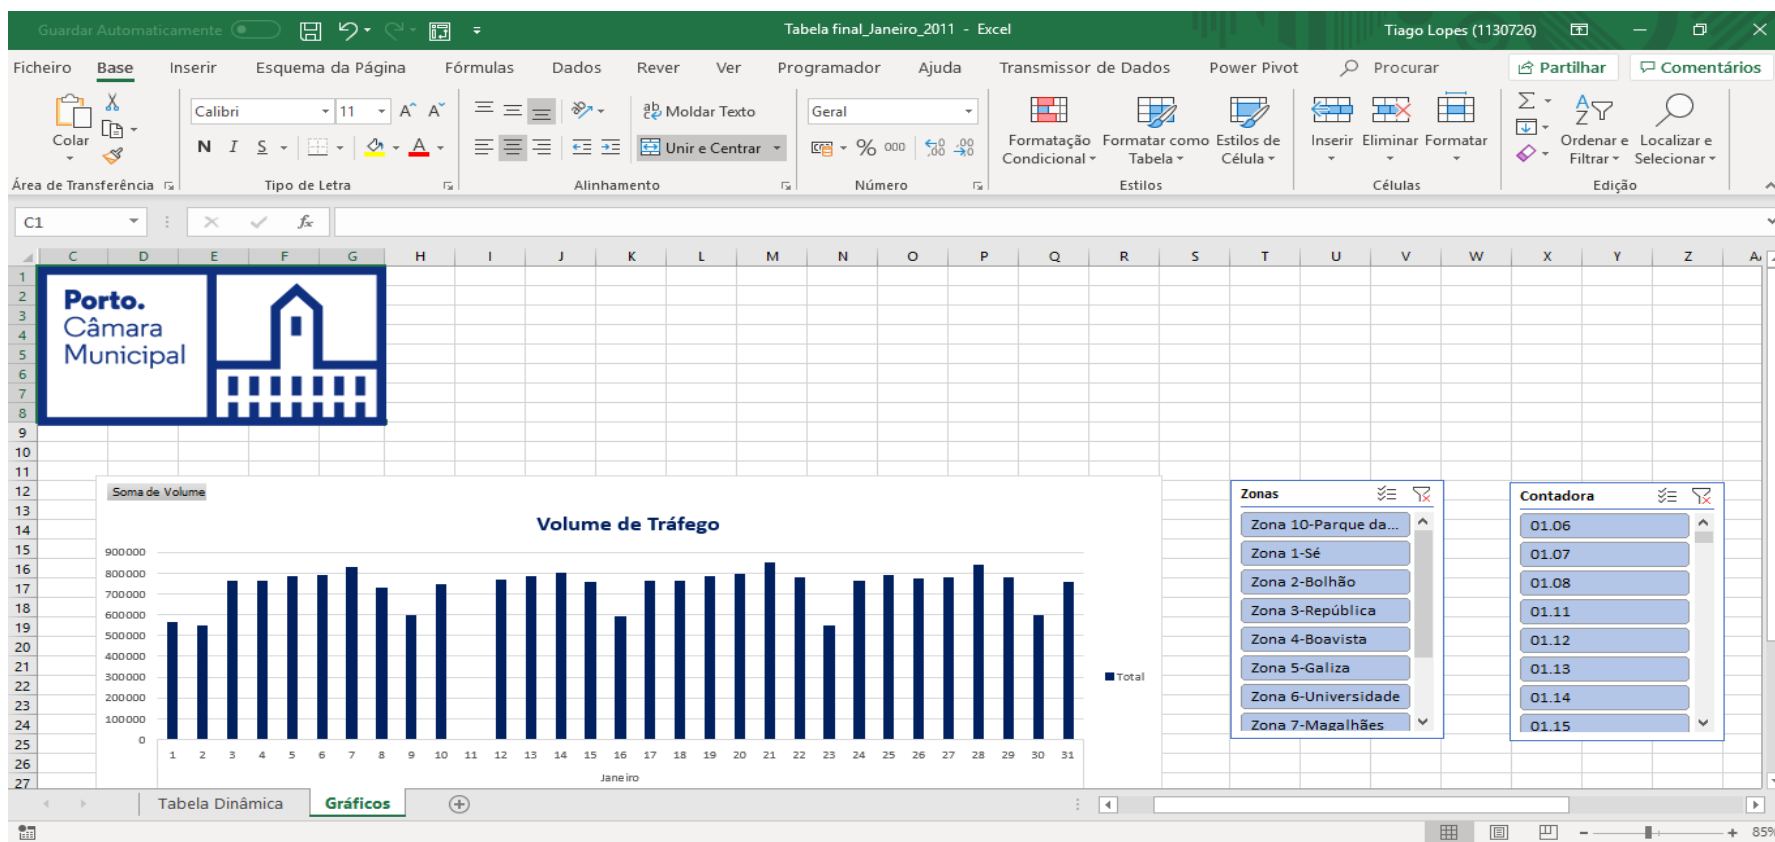 Guardar Automaticamente
Tabela final_Janeiro_2011 - Excel
Tiago Lopes (1130726)
Ficheiro Base Inserir Esquema da Página Fórmulas Dados Rever Ver Programador Ajuda Transmissor de Dados Power Pivot Procurar Partilhar Comentários
Colar
Calibri 11
N I S
ab Moldar Texto
Unir e Centrar
Geral
% 000
Formatação Condicional
Formatar como Tabela
Estilos de Célula
Inserir Eliminar Formatar
Ordenar e Filtrar
Localizar e Selecionar
Área de Transferência Tipo de Letra Alinhamento Número Estilos Células Edição
C1 fx
C D E F G H I J K L M N O P Q R S T U V W X Y Z
1
2
3
4
5
6
7
8
9
10
11
12
13
14
15
16
17
18
19
20
21
22
23
24
25
26
27
Porto.
Câmara
Municipal
Soma de Volume
Volume de Tráfego
900000
800000
700000
600000
500000
400000
300000
200000
100000
0
1 2 3 4 5 6 7 8 9 10 11 12 13 14 15 16 17 18 19 20 21 22 23 24 25 26 27 28 29 30 31
Janeiro
Total
Zonas
Zona 10-Parque da...
Zona 1-Sé
Zona 2-Bolhão
Zona 3-República
Zona 4-Boavista
Zona 5-Galiza
Zona 6-Universidade
Zona 7-Magalhães
Contadora
01.06
01.07
01.08
01.11
01.12
01.13
01.14
01.15
Tabela Dinâmica Gráficos
85%